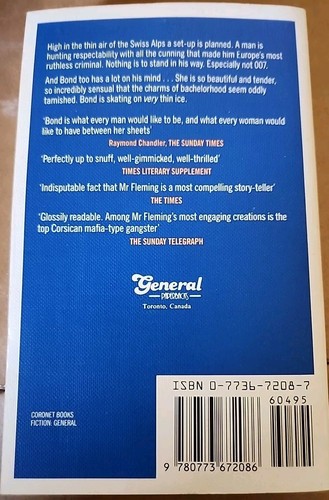 High in the thin air of the Swiss Alps a set-up is planned. A man is
hunting respectability with all the cunning that made him Europe's most
ruthless criminal. Nothing is to stand in his way. Especially not 007.
And Bond too has a lot on his mind . . . She is so beautiful and tender,
so incredibly sensual that the charms of bachelorhood seem oddly
tarnished. Bond is skating on very thin ice.
'Bond is what every man would like to be, and what every woman would
like to have between her sheets'
Raymond Chandler, THE SUNDAY TIMES
'Perfectly up to snuff, well-gimmicked, well-thrilled'
TIMES LITERARY SUPPLEMENT
'Indisputable fact that Mr Fleming is a most compelling story-teller'
THE TIMES
'Glossily readable. Among Mr Fleming's most engaging creations is the
top Corsican mafia-type gangster'
THE SUNDAY TELEGRAPH
General
PAPERBACKS
Toronto, Canada
ISBN 0-7736-7208-7
60495
9 780773 672086
CORONET BOOKS
FICTION: GENERAL